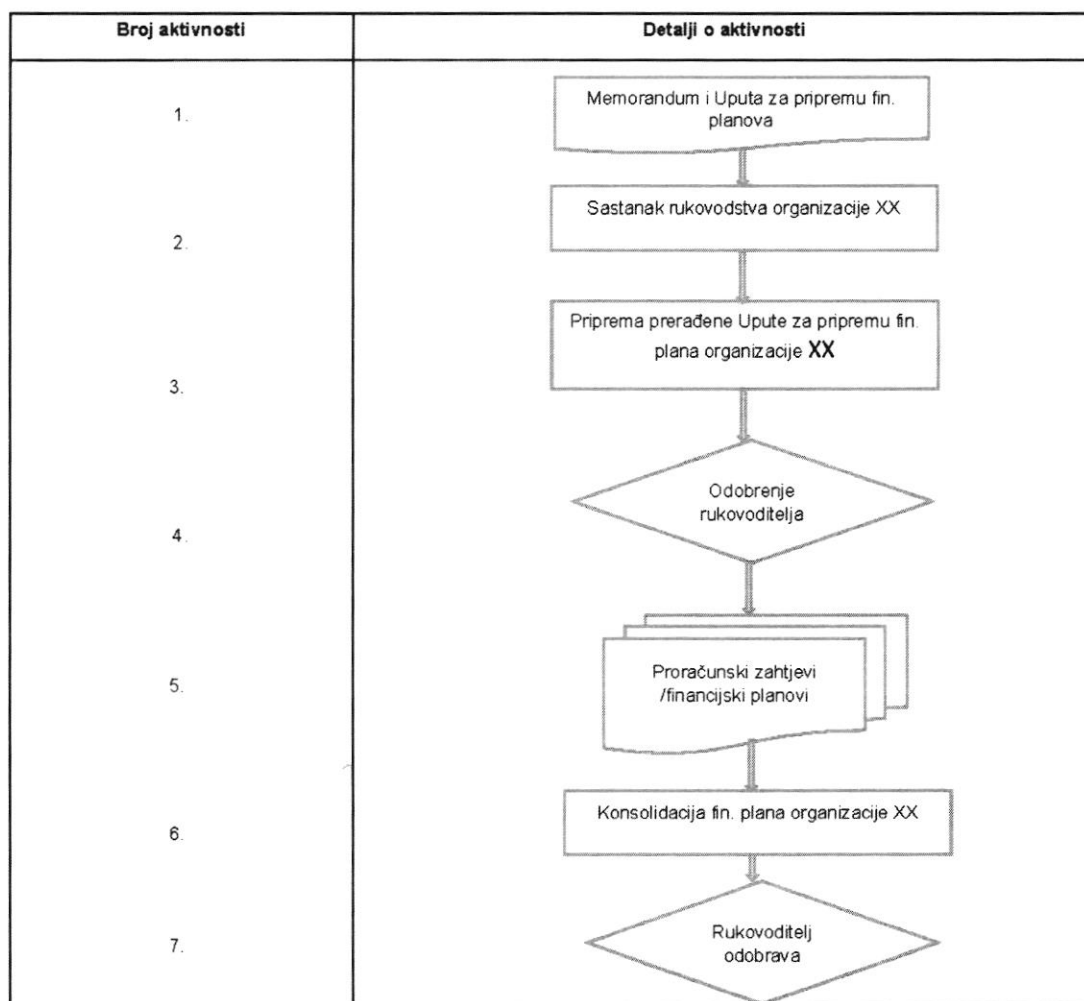 Broj aktivnosti
Detalji o aktivnosti
1.
Memorandum i Uputa za pripremu fin.
planova
2.
Sastanak rukovodstva organizacije XX
3.
Priprema prerađene Upute za pripremu fin.
plana organizacije XX
4.
Odobrenje
rukovoditelja
5.
Proračunski zahtjevi
/financijski planovi
6.
Konsolidacija fin. plana organizacije XX
7.
Rukovoditelj
odobrava